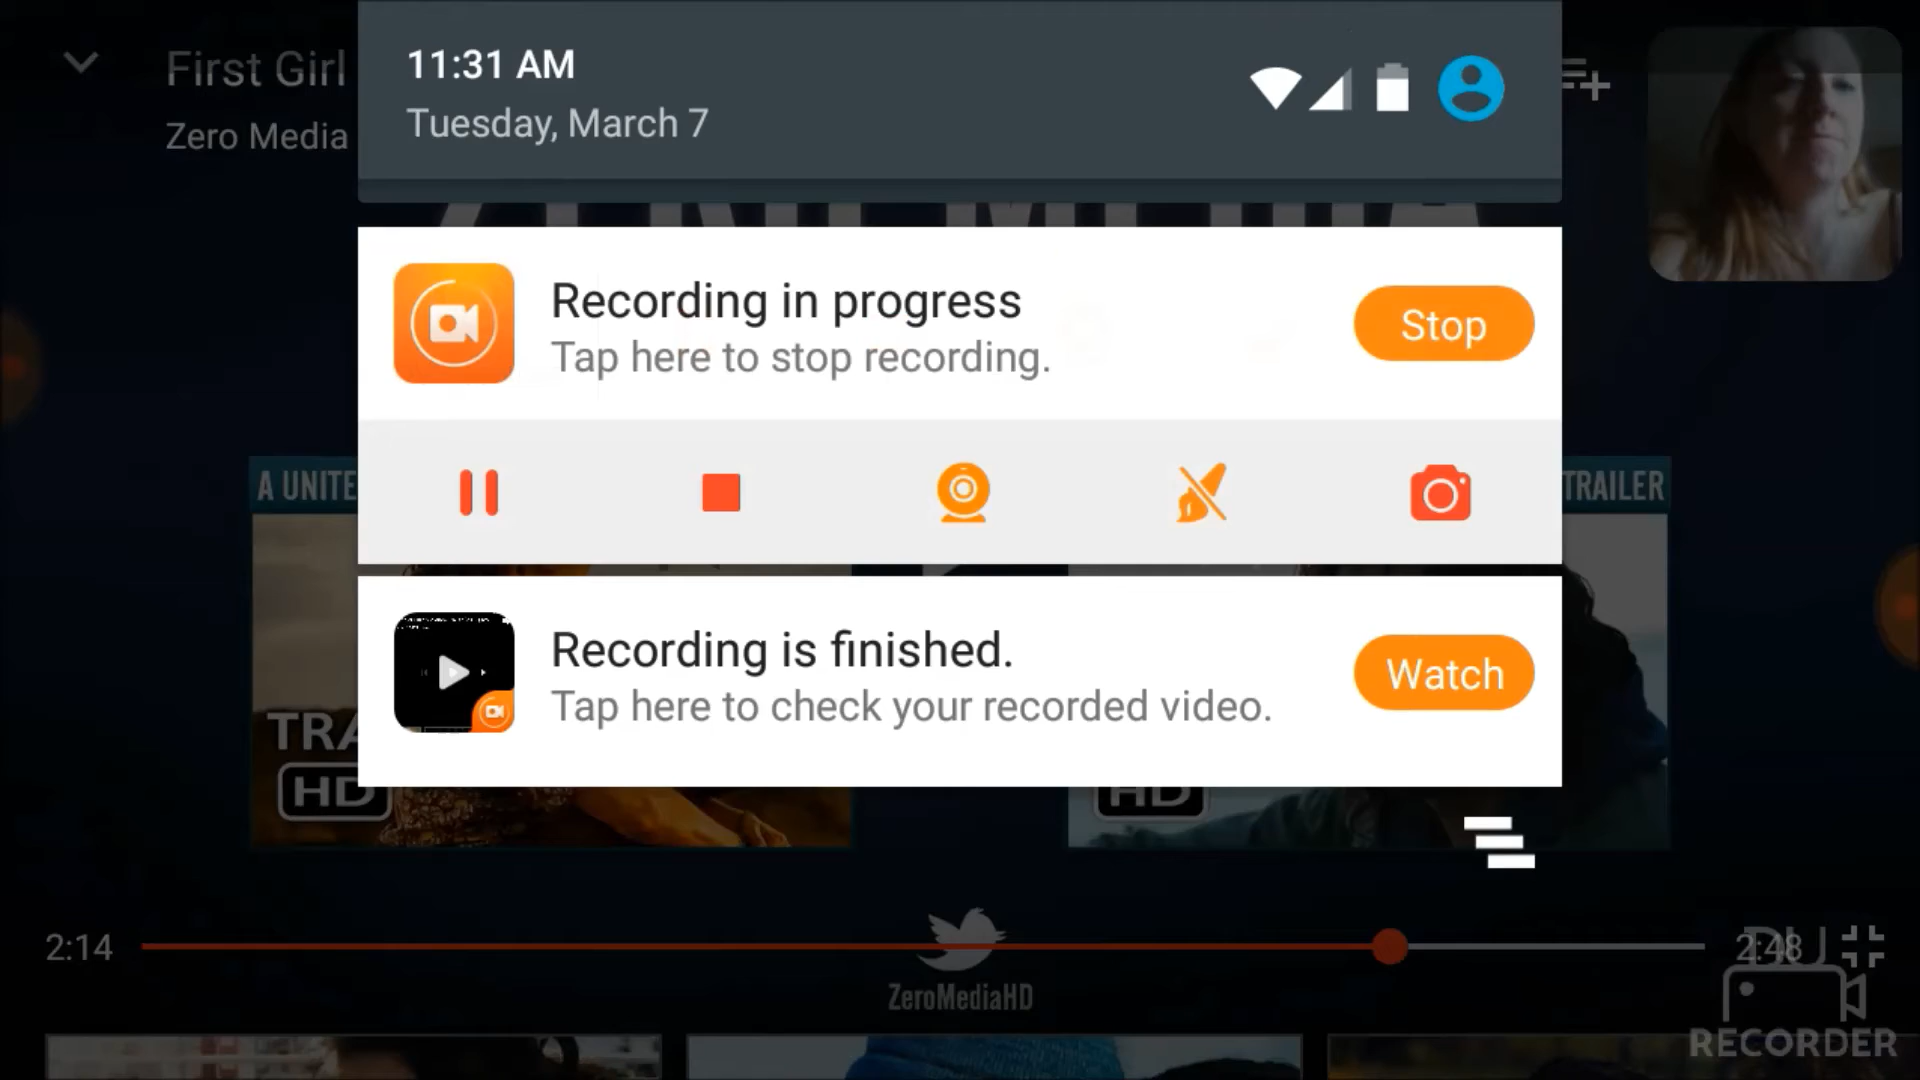 11:31 AM
Tuesday, March 7
First Girl
Zero Media
Recording in progress
Tap here to stop recording.
Stop
A UNITE
TRAILER
Recording is finished.
Tap here to check your recorded video.
Watch
TRA
HD
HD
2:14
2:48
ZeroMediaHD
DU
RECORDER